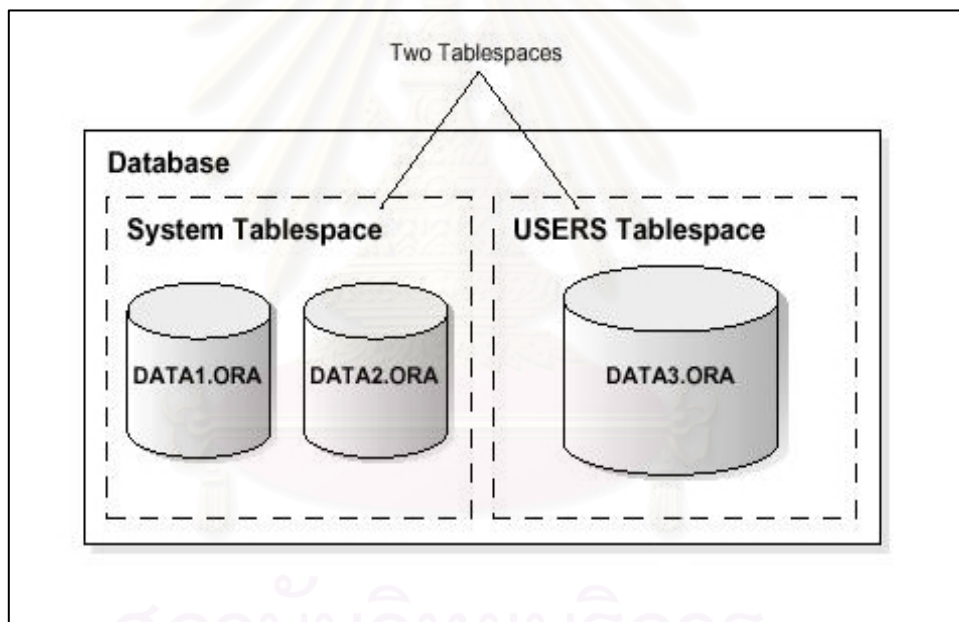 Two Tablespaces
Database
System Tablespace
USERS Tablespace
DATA1.ORA
DATA2.ORA
DATA3.ORA